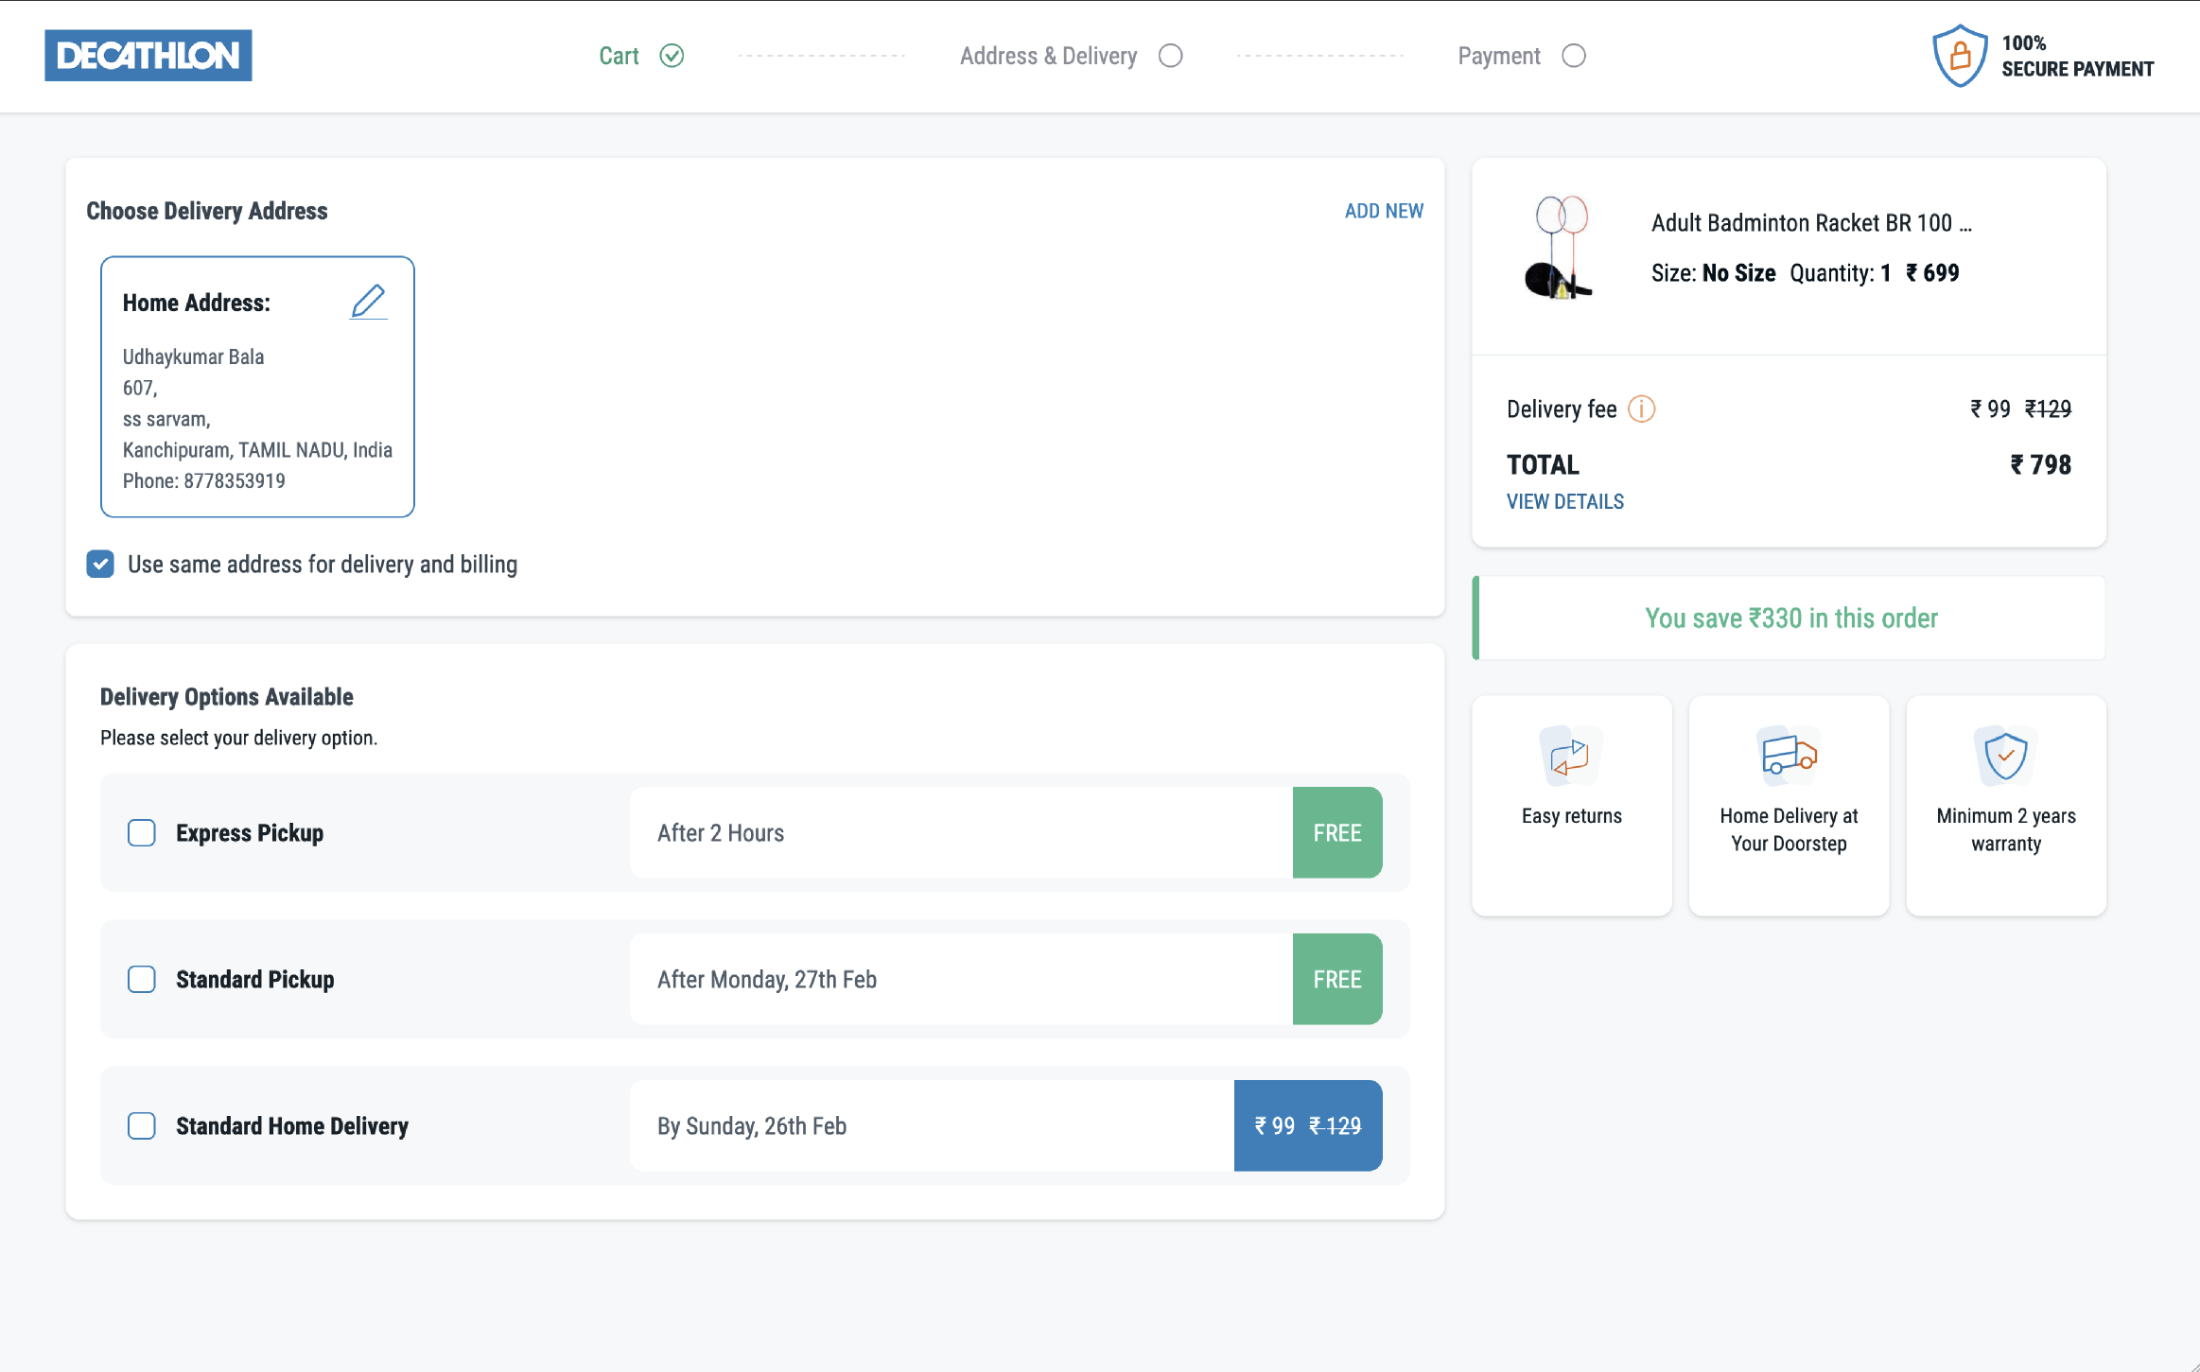 DECATHLON
Cart
Address & Delivery
Payment
100%
SECURE PAYMENT
Choose Delivery Address
ADD NEW
Home Address:
Udhaykumar Bala
607,
ss sarvam,
Kanchipuram, TAMIL NADU, India
Phone: 8778353919
Use same address for delivery and billing
Delivery Options Available
Please select your delivery option.
Express Pickup
After 2 Hours
FREE
Standard Pickup
After Monday, 27th Feb
FREE
Standard Home Delivery
By Sunday, 26th Feb
₹ 99 ₹ 129
Adult Badminton Racket BR 100 ...
Size: No Size Quantity: 1 ₹ 699
Delivery fee ₹ 99 ₹129
TOTAL ₹ 798
VIEW DETAILS
You save ₹330 in this order
Easy returns
Home Delivery at
Your Doorstep
Minimum 2 years
warranty